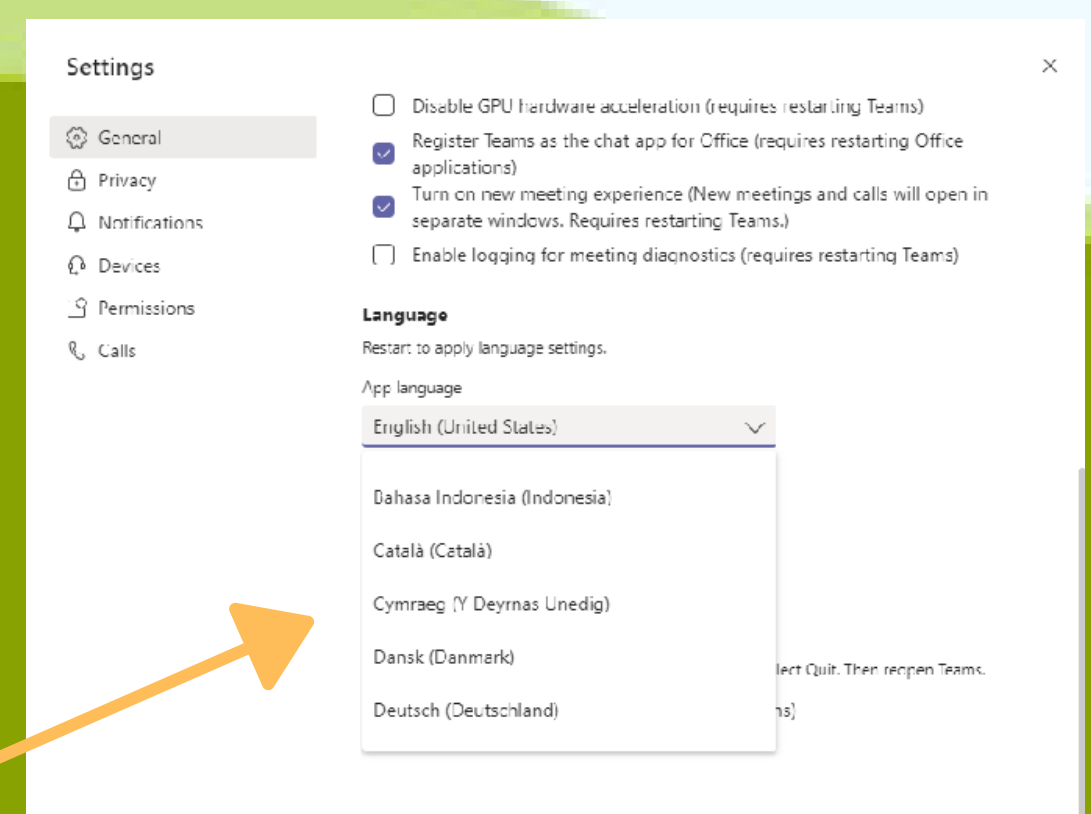 Settings
General
Privacy
Notifications
Devices
Permissions
Calls
Disable GPU hardware acceleration (requires restarting Teams)
Register Teams as the chat app for Office (requires restarting Office
applications)
Turn on new meeting experience (New meetings and calls will open in
separate windows. Requires restarting Teams.)
Enable logging for meeting diagnostics (requires restarting Teams)
Language
Restart to apply language settings.
App language
English (United States)
Bahasa Indonesia (Indonesia)
Català (Català)
Cymraeg (Y Deyrnas Unedig)
Dansk (Danmark)
Deutsch (Deutschland)
Quit. Then reopen Teams.